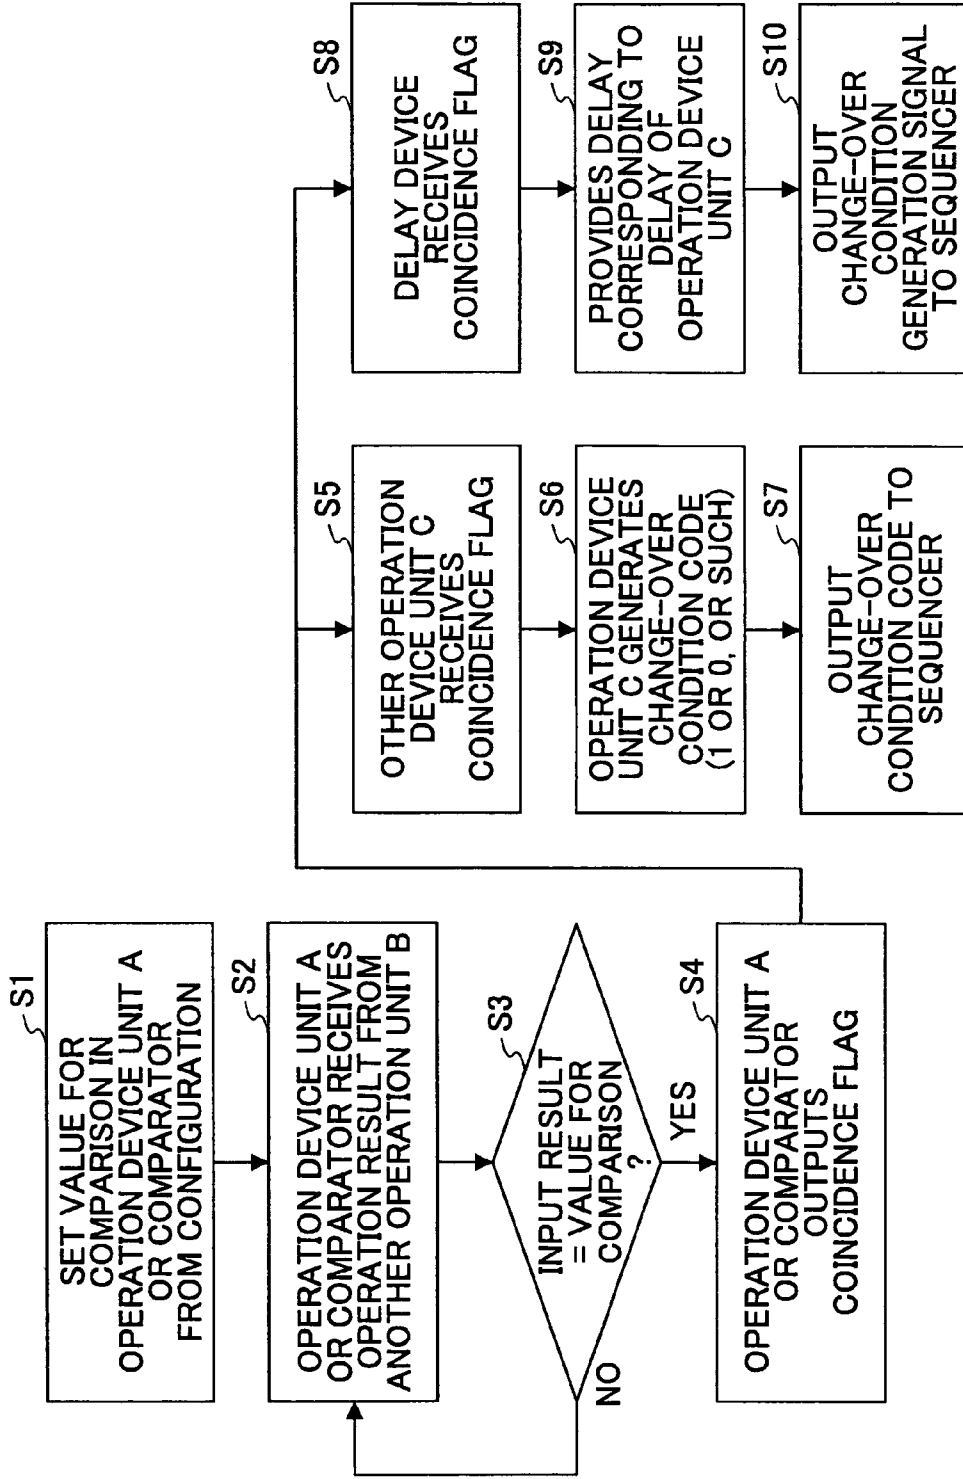 S1
SET VALUE FOR
COMPARISON IN
OPERATION DEVICE UNIT A
OR COMPARATOR
FROM CONFIGURATION
S2
OPERATION DEVICE UNIT A
OR COMPARATOR RECEIVES
OPERATION RESULT FROM
ANOTHER OPERATION UNIT B
S3
INPUT RESULT
= VALUE FOR
COMPARISON
?
NO
YES
S4
OPERATION DEVICE UNIT A
OR COMPARATOR
OUTPUTS
COINCIDENCE FLAG
S5
OTHER OPERATION
DEVICE UNIT C
RECEIVES
COINCIDENCE FLAG
S6
OPERATION DEVICE
UNIT C GENERATES
CHANGE-OVER
CONDITION CODE
(1 OR 0, OR SUCH)
S7
OUTPUT
CHANGE-OVER
CONDITION CODE TO
SEQUENCER
S8
DELAY DEVICE
RECEIVES
COINCIDENCE FLAG
S9
PROVIDES DELAY
CORRESPONDING TO
DELAY OF
OPERATION DEVICE
UNIT C
S10
OUTPUT
CHANGE-OVER
CONDITION
GENERATION SIGNAL
TO SEQUENCER